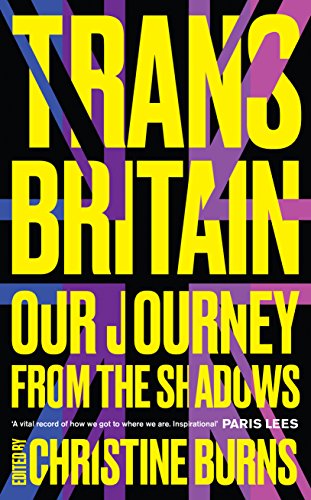 TRANS
BRITAIN
OUR JOURNEY
FROM THE SHADOWS
'A vital record of how we got to where we are. Inspirational' PARIS LEES
EDITED BY
CHRISTINE BURNS